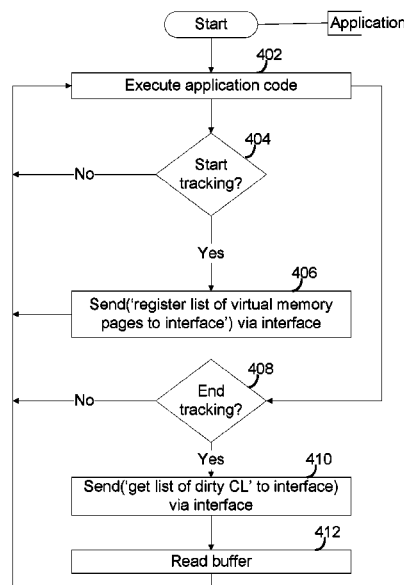 Start
Application
402
Execute application code
404
Start
tracking?
No
Yes
406
Send('register list of virtual memory
pages to interface') via interface
408
End
tracking?
No
Yes
410
Send('get list of dirty CL' to interface)
via interface
412
Read buffer